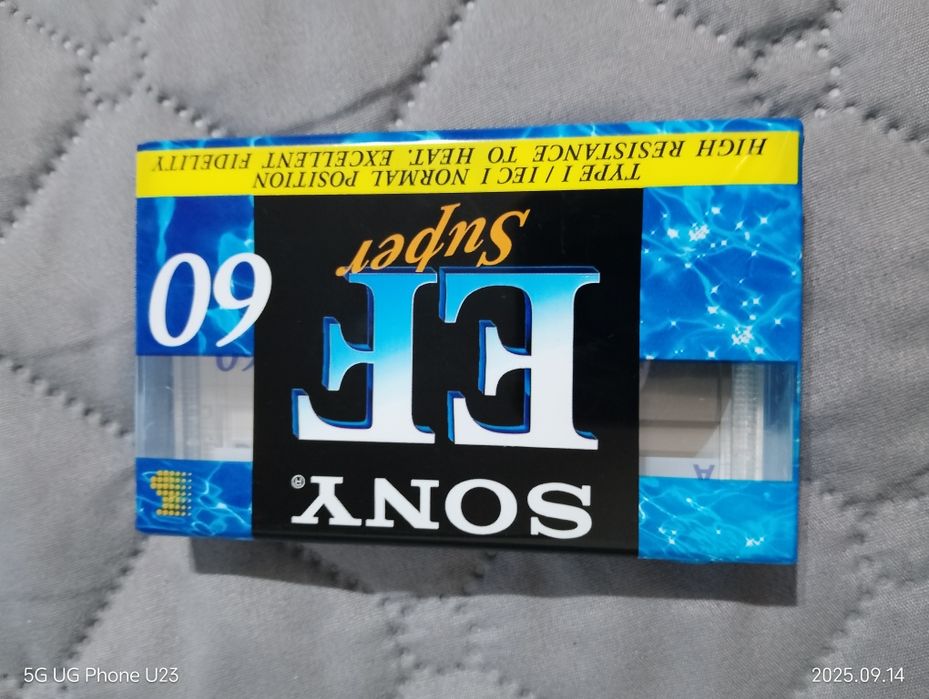 SONY®
A
EF
60
60
Super
TYPE I / IEC I NORMAL POSITION
HIGH RESISTANCE TO HEAT. EXCELLENT FIDELITY
5G UG Phone U23
2025.09.14